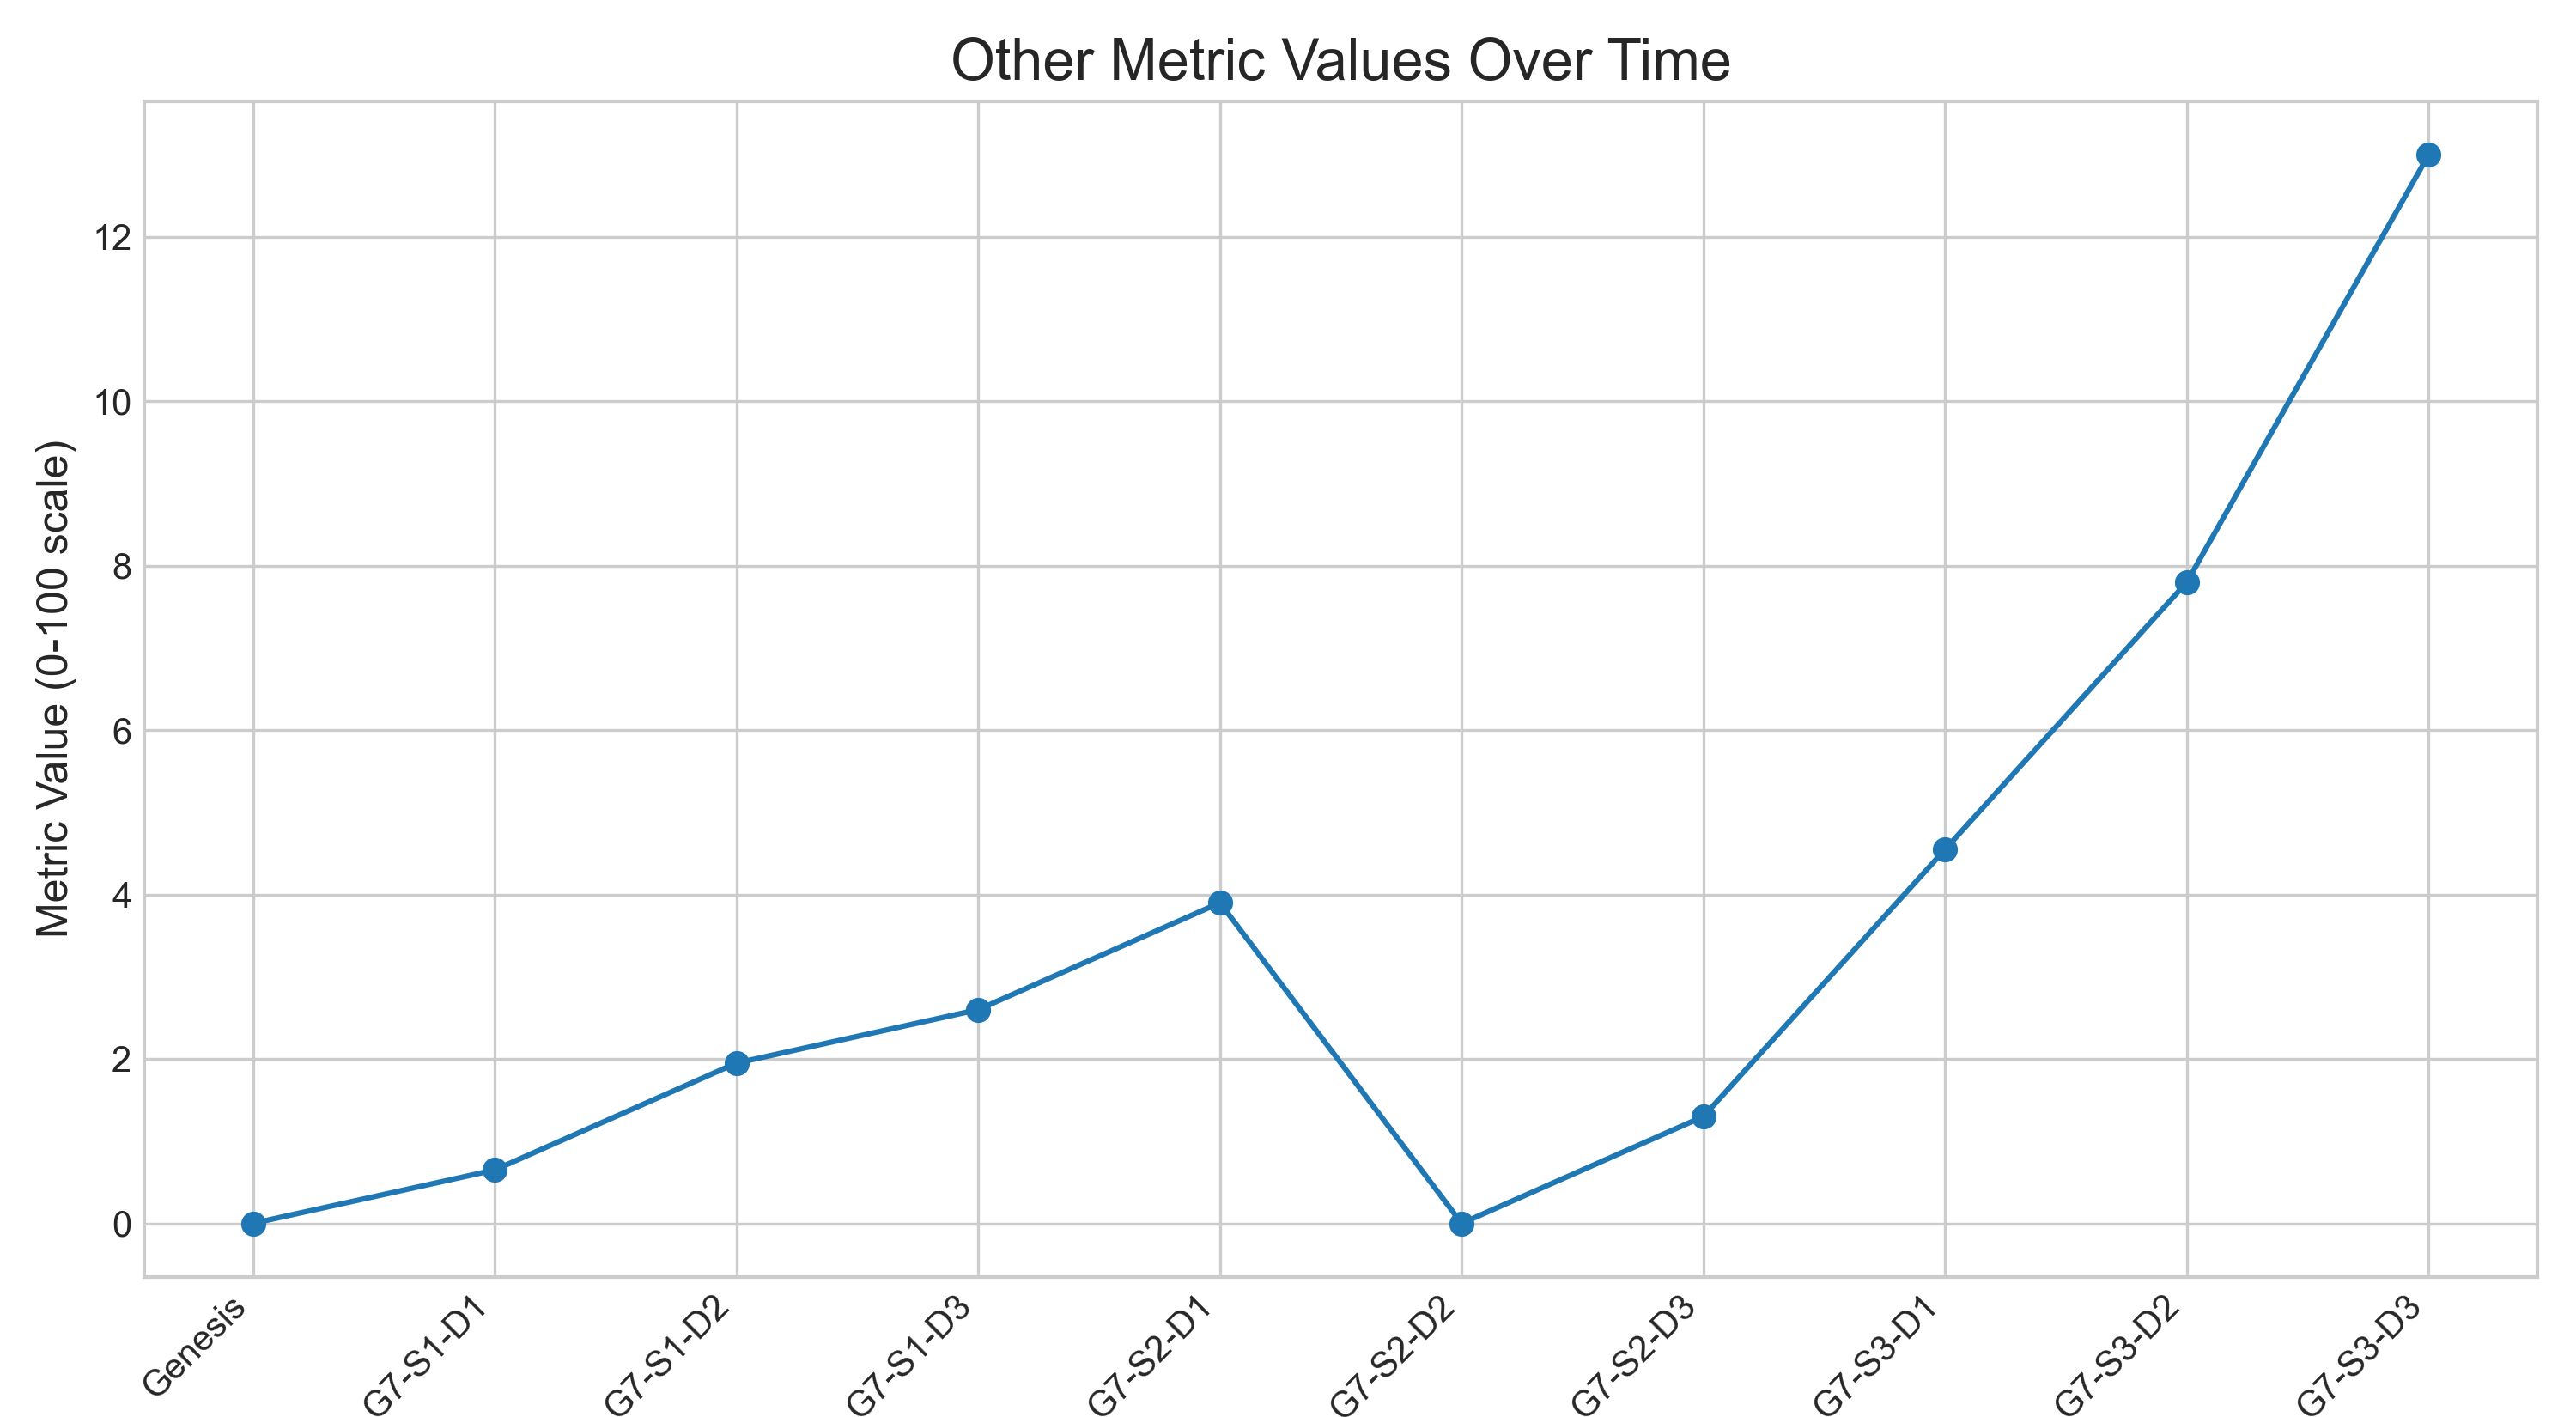 Other Metric Values Over Time
Metric Value (0-100 scale)
12
10
8
6
4
2
0
Genesis
G7-S1-D1
G7-S1-D2
G7-S1-D3
G7-S2-D1
G7-S2-D2
G7-S2-D3
G7-S3-D1
G7-S3-D2
G7-S3-D3